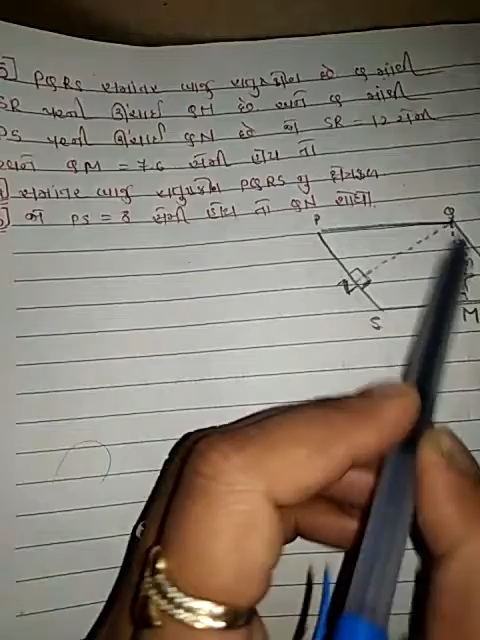 PQRS સમાંતર બાજુ ચતુષ્કોણ છે Q માંથી
SR પરની ઊંચાઈ QM છે અને Q માંથી
PS પરની ઊંચાઈ QN છે જો SR = 12 સેમી
અને QM = 7.6 સેમી હોય તો
સમાંતર બાજુ ચતુષ્કોણ PQRS નું ક્ષેત્રફળ
જો PS = 8 સેમી હોય તો QN શોધો.
P Q
N
S M